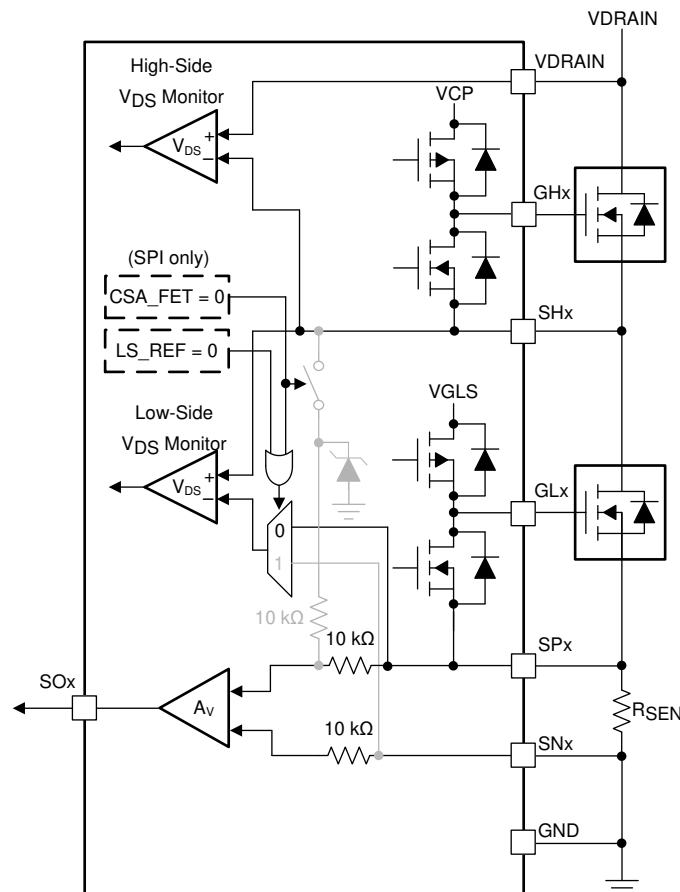 VDRAIN
VDRAIN
High-Side
VDS Monitor
VCP
+
VDS
−
GHx
(SPI only)
CSA_FET = 0
SHx
LS_REF = 0
VGLS
Low-Side
VDS Monitor
+
VDS
−
GLx
0
1
10 kΩ
10 kΩ
SPx
SOx
AV
RSEN
10 kΩ
SNx
GND